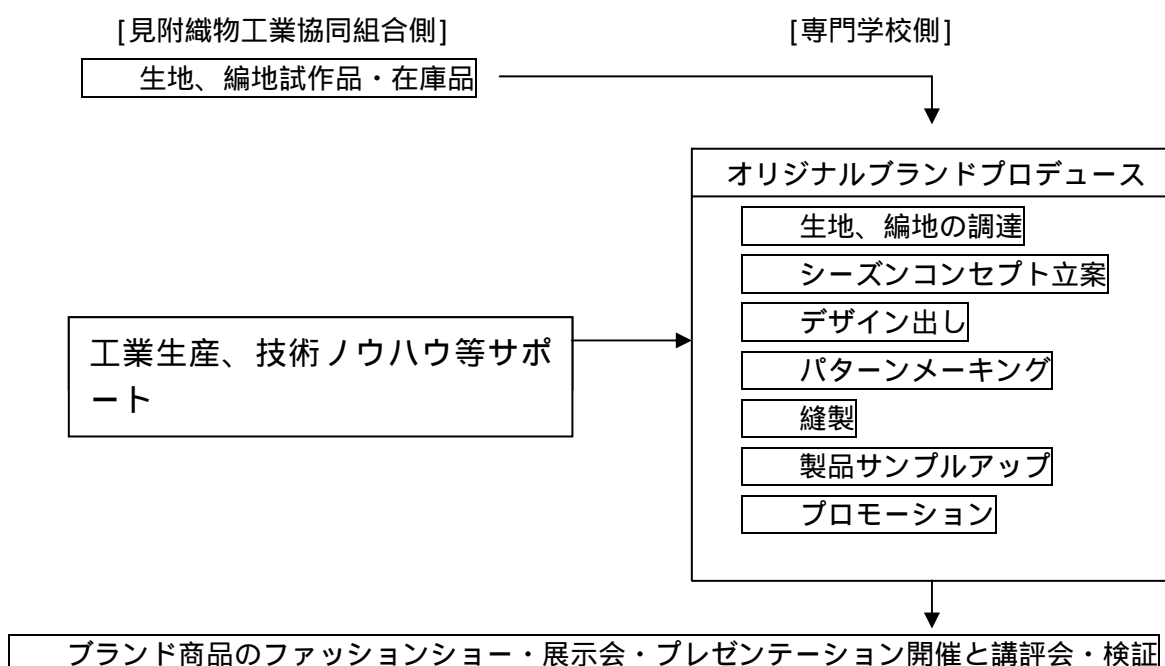 [見附織物工業協同組合側]
[専門学校側]
生地、編地試作品・在庫品
オリジナルブランドプロデュース
生地、編地の調達
シーズンコンセプト立案
デザイン出し
パターンメーキング
縫製
製品サンプルアップ
プロモーション
工業生産、技術ノウハウ等サポ
ート
ブランド商品のファッションショー・展示会・プレゼンテーション開催と講評会・検証